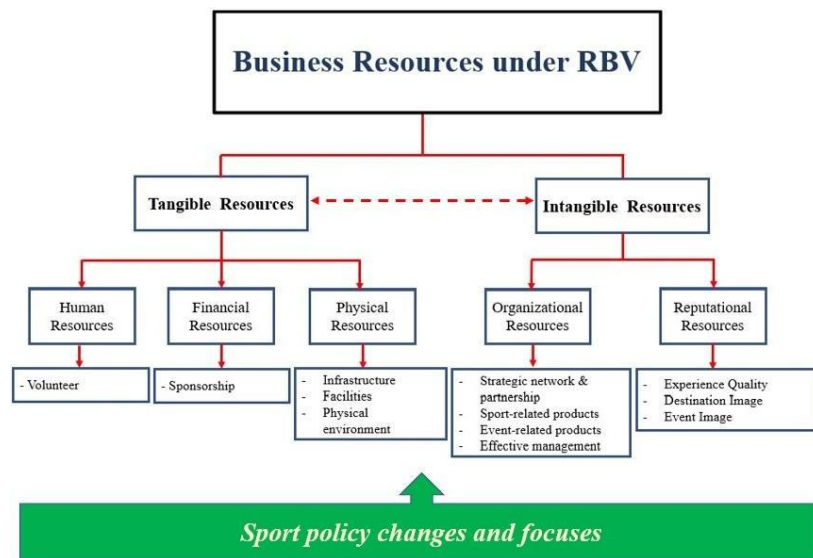 Business Resources under RBV
Tangible Resources
Intangible Resources
Human
Resources
Financial
Resources
Physical
Resources
Organizational
Resources
Reputational
Resources
- Volunteer
- Sponsorship
- Infrastructure
- Facilities
- Physical
environment
- Strategic network &
partnership
- Sport-related products
- Event-related products
- Effective management
- Experience Quality
- Destination Image
- Event Image
Sport policy changes and focuses